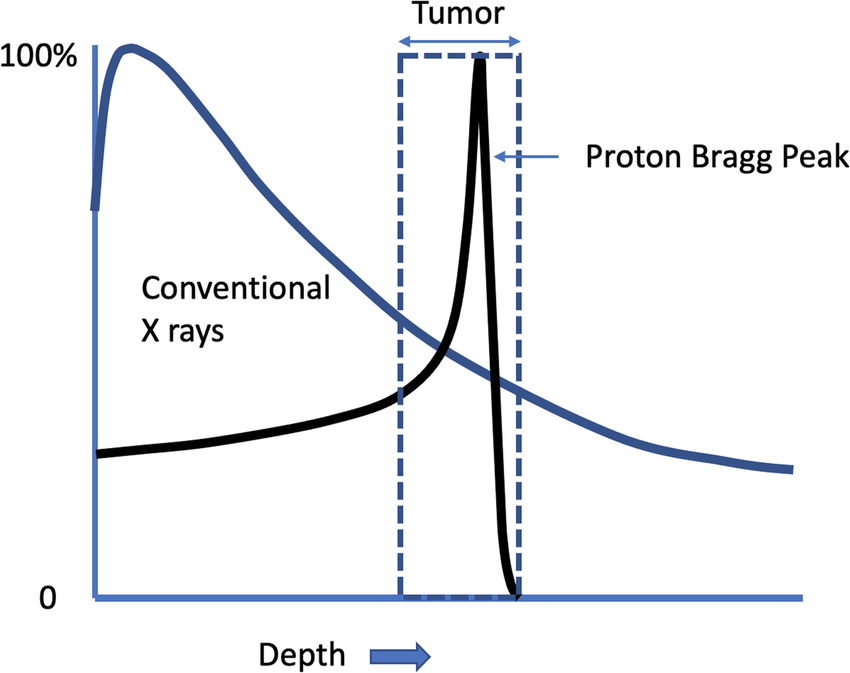 Tumor
100%
Proton Bragg Peak
Conventional
X rays
0
Depth